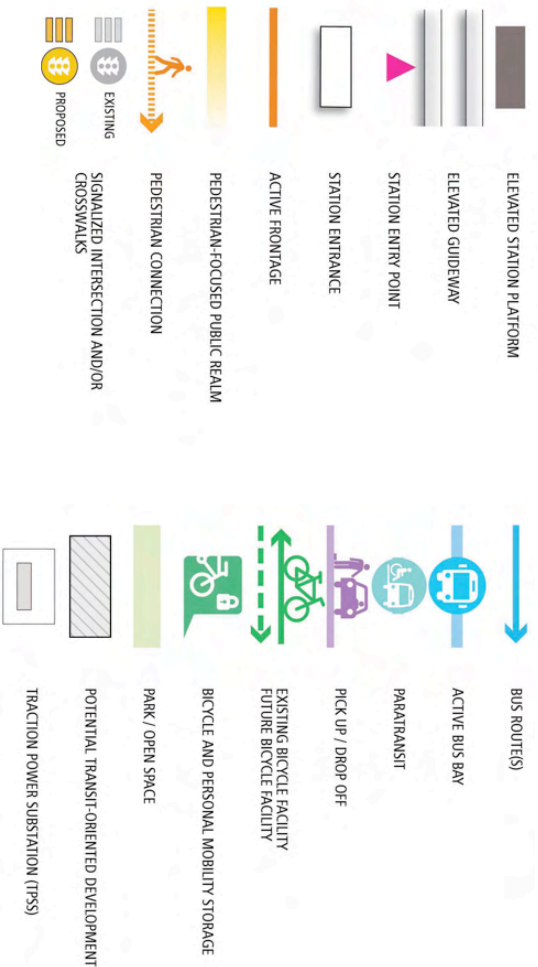 ELEVATED STATION PLATFORM
ELEVATED GUIDEWAY
STATION ENTRY POINT
STATION ENTRANCE
ACTIVE FRONTAGE
PEDESTRIAN-FOCUSED PUBLIC REALM
PEDESTRIAN CONNECTION
EXISTING
PROPOSED
SIGNALIZED INTERSECTION AND/OR
CROSSWALKS
BUS ROUTE(S)
ACTIVE BUS BAY
PARATRANSIT
PICK UP / DROP OFF
EXISTING BICYCLE FACILITY
FUTURE BICYCLE FACILITY
BICYCLE AND PERSONAL MOBILITY STORAGE
PARK / OPEN SPACE
POTENTIAL TRANSIT-ORIENTED DEVELOPMENT
TRACTION POWER SUBSTATION (TPSS)